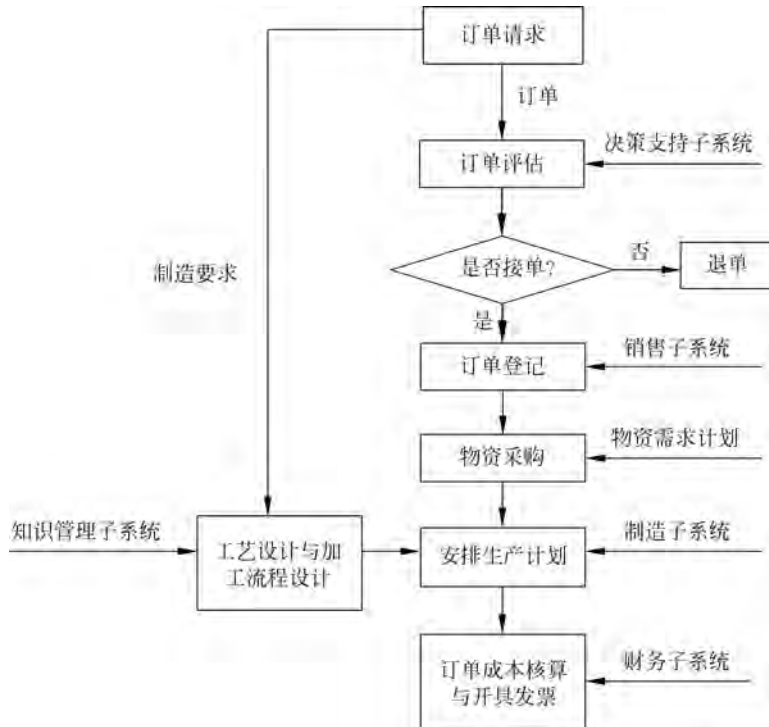 订单请求
订单
决策支持子系统
订单评估
制造要求
是否接单?
否
退单
是
销售子系统
订单登记
物资需求计划
物资采购
知识管理子系统
工艺设计与加
工流程设计
制造子系统
安排生产计划
财务子系统
订单成本核算
与开具发票